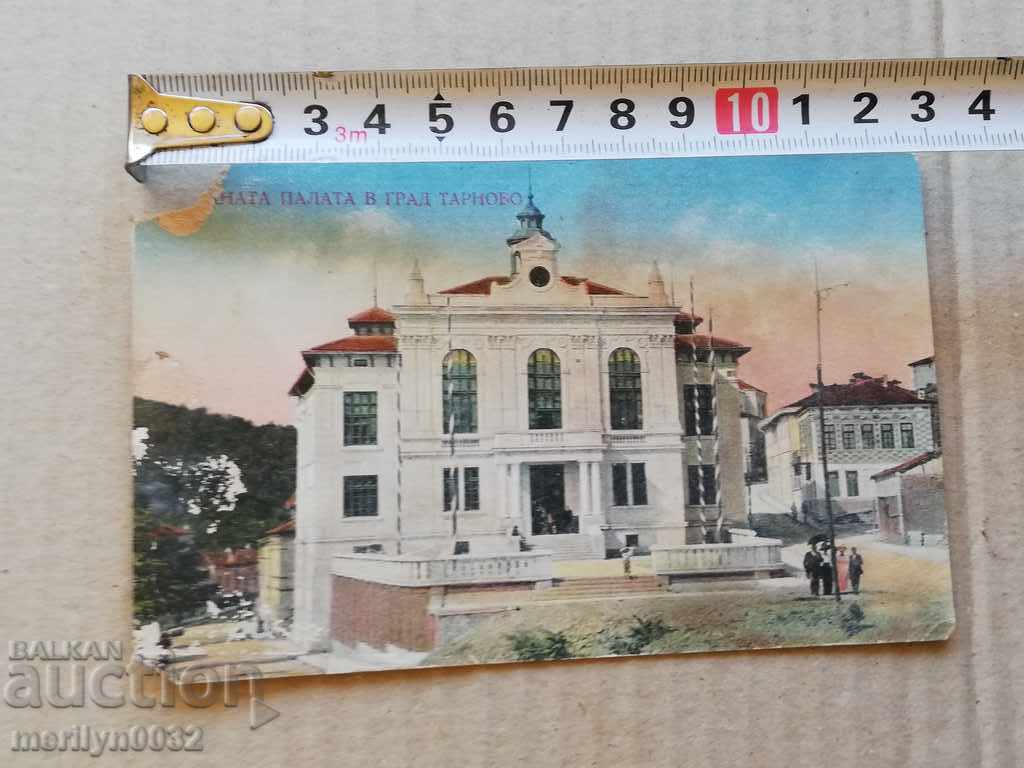 3 4 5 6 7 8 9 10 1 2 3 4
3m
НАТА ПАЛАТА В ГРАД ТАРНОВО
BALKAN
auction
merilyn0032